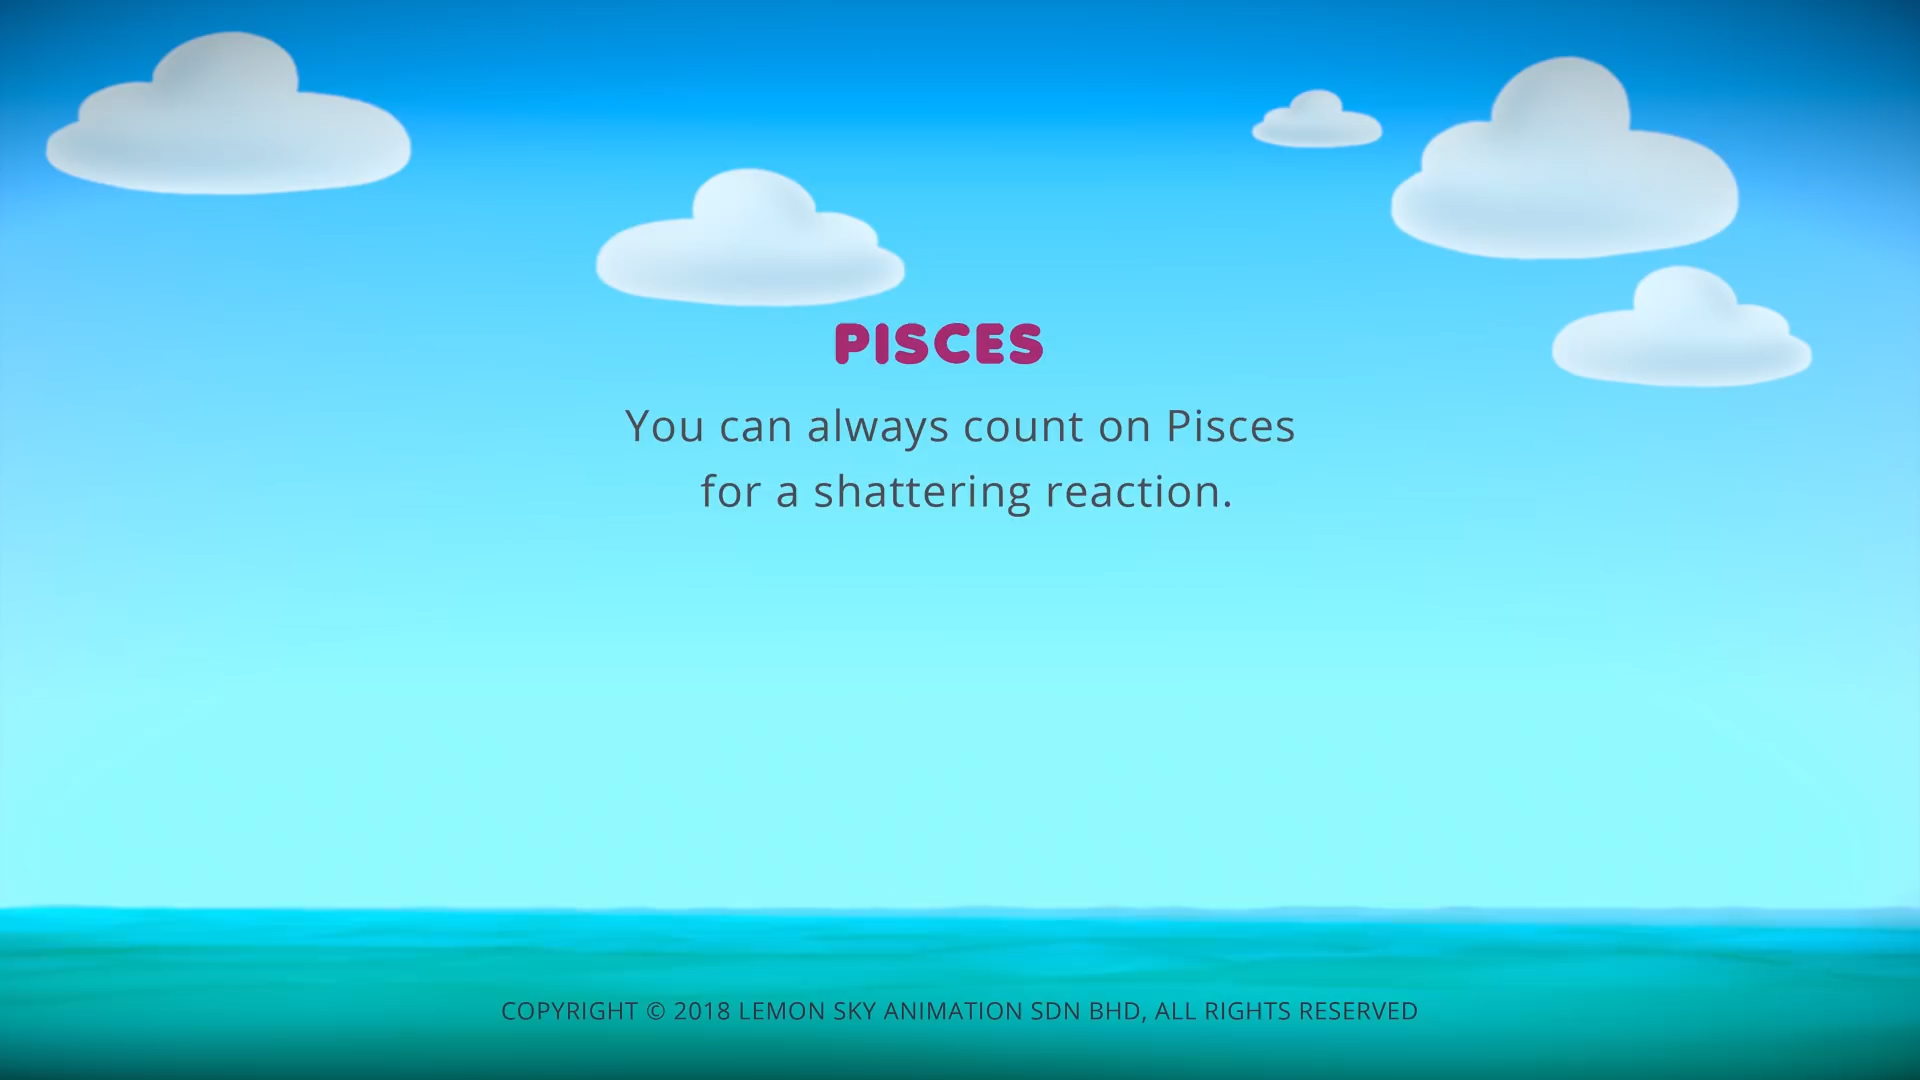 PISCES
You can always count on Pisces
for a shattering reaction.
COPYRIGHT © 2018 LEMON SKY ANIMATION SDN BHD, ALL RIGHTS RESERVED